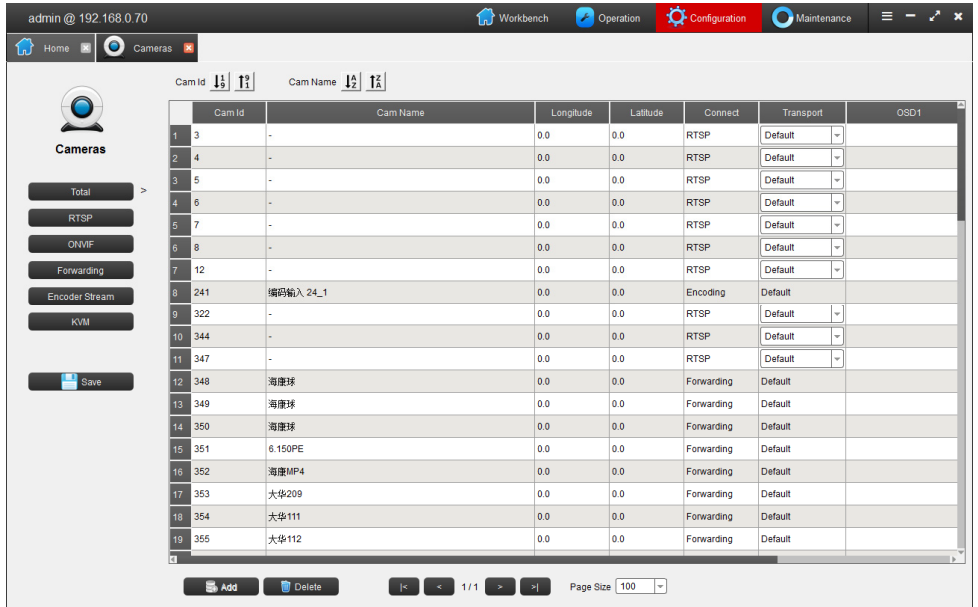 admin @ 192.168.0.70 Workbench Operation Configuration Maintenance
Home Cameras
Cam Id Cam Name
Cameras
Total >
RTSP
ONVIF
Forwarding
Encoder Stream
KVM
Save
Cam Id Cam Name Longitude Latitude Connect Transport OSD1
1 3 - 0.0 0.0 RTSP Default
2 4 - 0.0 0.0 RTSP Default
3 5 - 0.0 0.0 RTSP Default
4 6 - 0.0 0.0 RTSP Default
5 7 - 0.0 0.0 RTSP Default
6 8 - 0.0 0.0 RTSP Default
7 12 - 0.0 0.0 RTSP Default
8 241 编码输入 24_1 0.0 0.0 Encoding Default
9 322 - 0.0 0.0 RTSP Default
10 344 - 0.0 0.0 RTSP Default
11 347 - 0.0 0.0 RTSP Default
12 348 海康球 0.0 0.0 Forwarding Default
13 349 海康球 0.0 0.0 Forwarding Default
14 350 海康球 0.0 0.0 Forwarding Default
15 351 6.150PE 0.0 0.0 Forwarding Default
16 352 海康MP4 0.0 0.0 Forwarding Default
17 353 大华209 0.0 0.0 Forwarding Default
18 354 大华111 0.0 0.0 Forwarding Default
19 355 大华112 0.0 0.0 Forwarding Default
Add Delete |< < 1/1 > >| Page Size 100